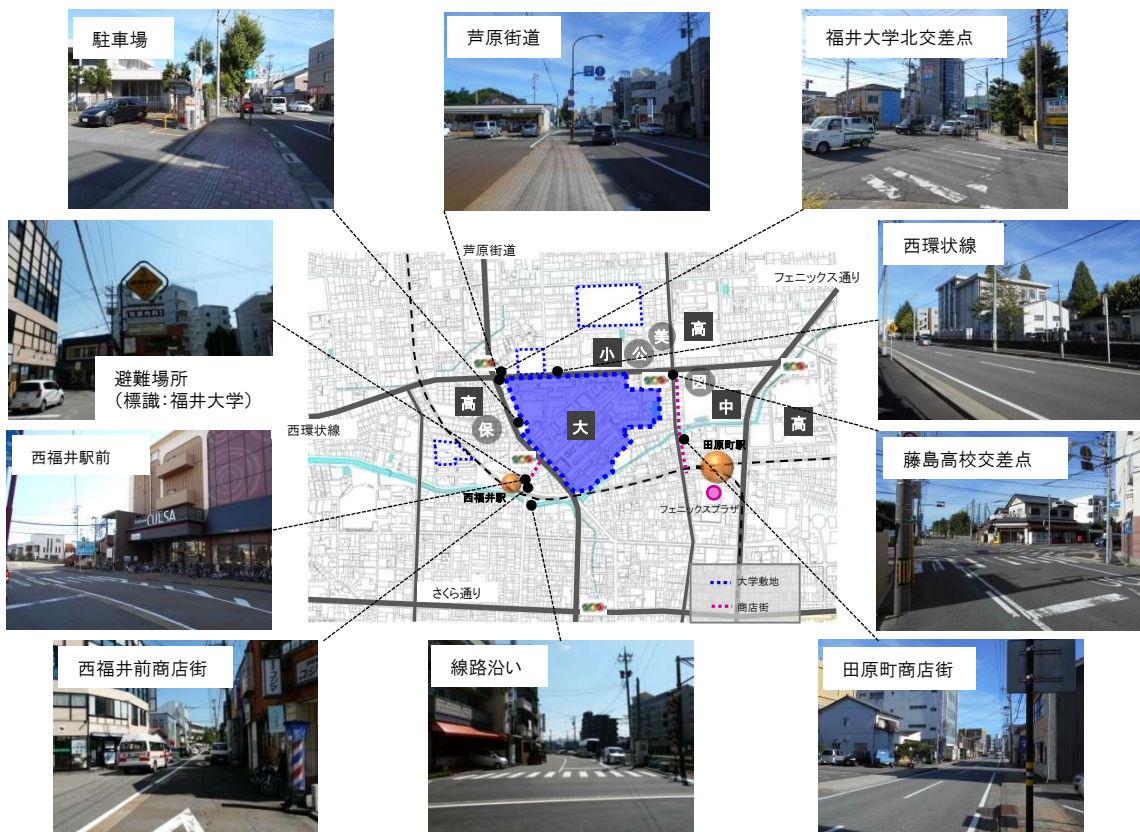 駐車場
芦原街道
福井大学北交差点
西環状線
避難場所
（標識：福井大学）
西福井駅前
CULSA
芦原街道
フェニックス通り
美
高
小
公
図
高
中
高
保
大
西環状線
田原町駅
西福井駅
フェニックスプラザ
さくら通り
大学敷地
商店街
藤島高校交差点
西福井前商店街
線路沿い
田原町商店街